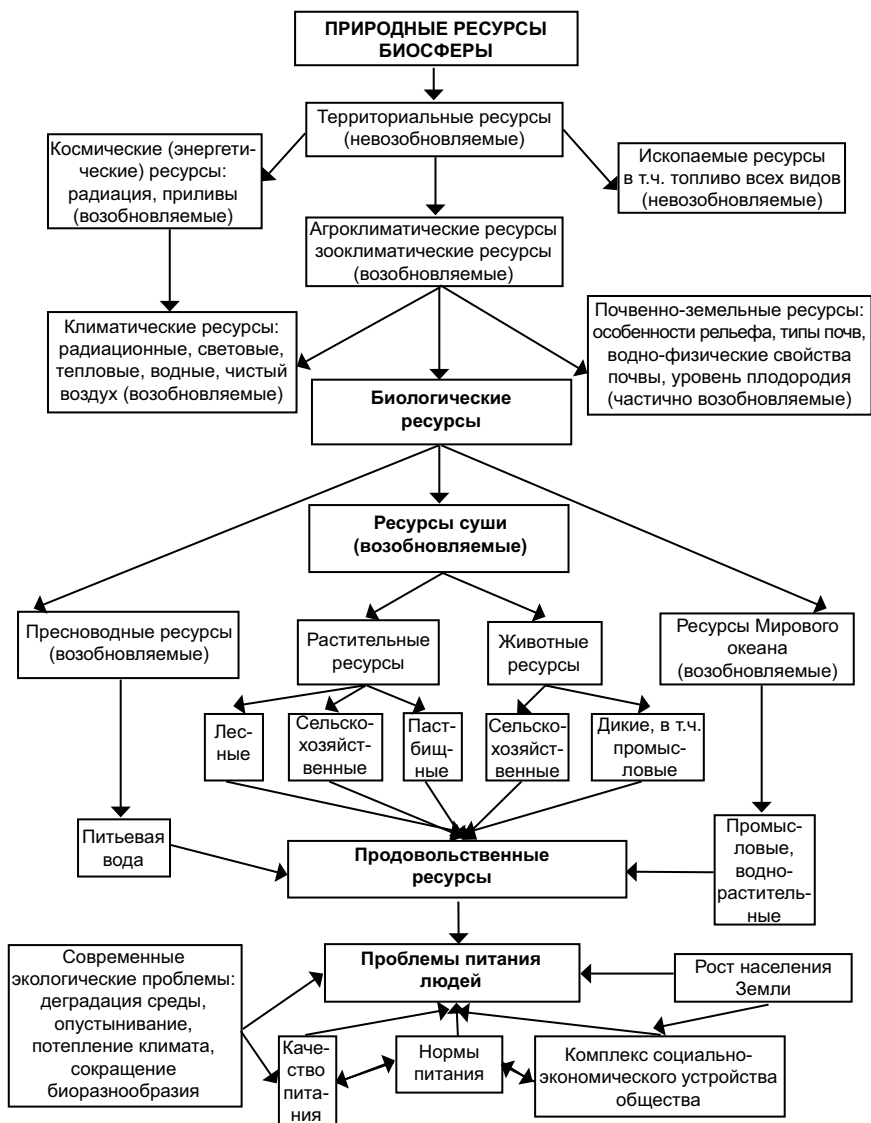 ПРИРОДНЫЕ РЕСУРСЫ
БИОСФЕРЫ
Территориальные ресурсы
(невозобновляемые)
Космические (энергети-
ческие) ресурсы:
радиация, приливы
(возобновляемые)
Ископаемые ресурсы
в т.ч. топливо всех видов
(невозобновляемые)
Агроклиматические ресурсы
зооклиматические ресурсы
(возобновляемые)
Климатические ресурсы:
радиационные, световые,
тепловые, водные, чистый
воздух (возобновляемые)
Почвенно-земельные ресурсы:
особенности рельефа, типы почв,
водно-физические свойства
почвы, уровень плодородия
(частично возобновляемые)
Биологические
ресурсы
Ресурсы суши
(возобновляемые)
Пресноводные ресурсы
(возобновляемые)
Растительные
ресурсы
Животные
ресурсы
Ресурсы Мирового
океана
(возобновляемые)
Лес-
ные
Сельско-
хозяйст-
венные
Паст-
бищ-
ные
Сельско-
хозяйст-
венные
Дикие, в т.ч.
промыс-
ловые
Питьевая
вода
Продовольственные
ресурсы
Промыс-
ловые,
водно-
раститель-
ные
Современные
экологические проблемы:
деградация среды,
опустынивание,
потепление климата,
сокращение
биоразнообразия
Проблемы питания
людей
Рост населения
Земли
Каче-
ство
пита-
ния
Нормы
питания
Комплекс социально-
экономического устройства
общества